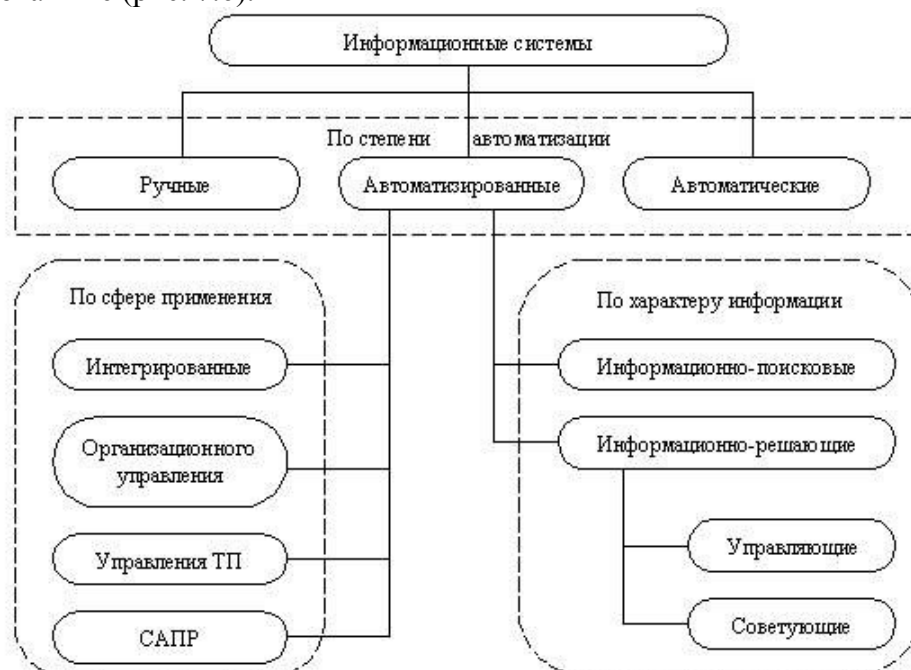 Информационные системы
По степени автоматизации
Ручные
Автоматизированные
Автоматические
По сфере применения
Интегрированные
Организационного
управления
Управления ТП
САПР
По характеру информации
Информационно-поисковые
Информационно-решающие
Управляющие
Советующие